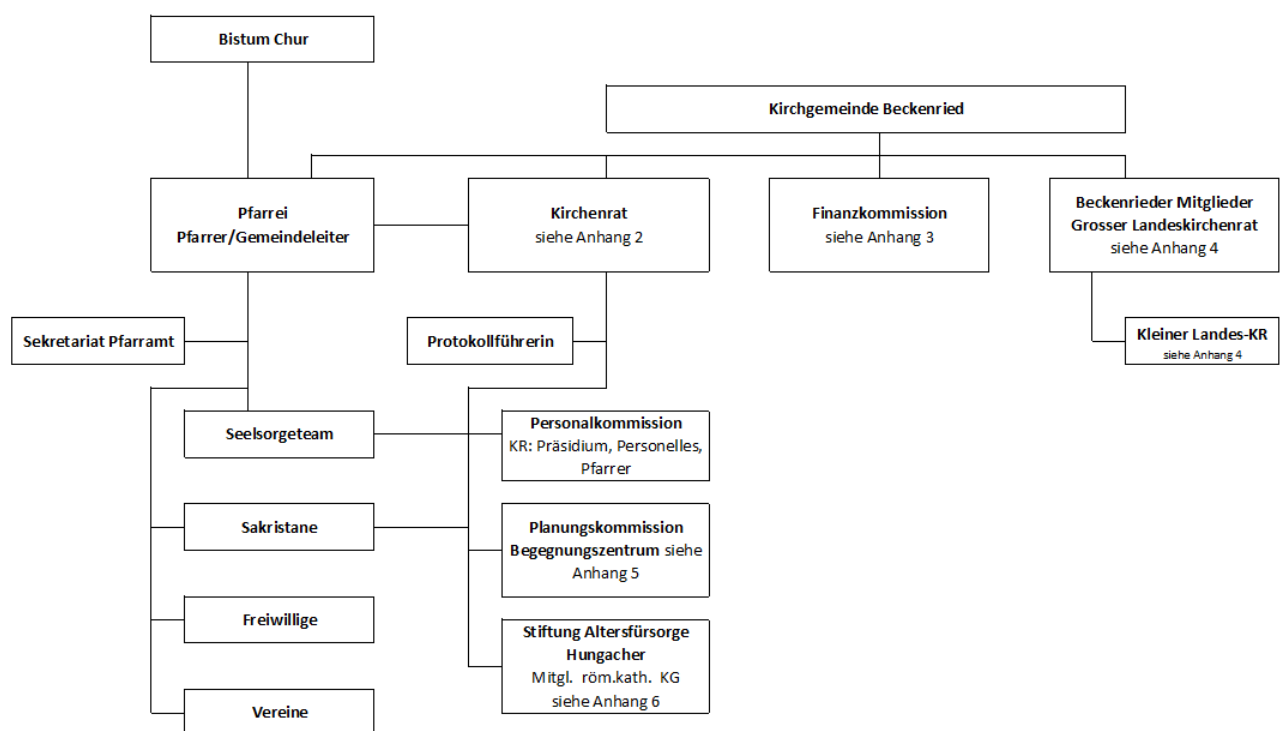 Bistum Chur
Kirchgemeinde Beckenried
Pfarrei
Pfarrer/Gemeindeleiter
Kirchenrat
siehe Anhang 2
Finanzkommission
siehe Anhang 3
Beckenrieder Mitglieder
Grosser Landeskirchenrat
siehe Anhang 4
Sekretariat Pfarramt
Protokollführerin
Kleiner Landes-KR
siehe Anhang 4
Seelsorgeteam
Personalkommission
KR: Präsidium, Personelles,
Pfarrer
Sakristane
Planungskommission
Begegnungszentrum siehe
Anhang 5
Freiwillige
Stiftung Altersfürsorge
Hungacher
Mitgl. röm.kath. KG
siehe Anhang 6
Vereine